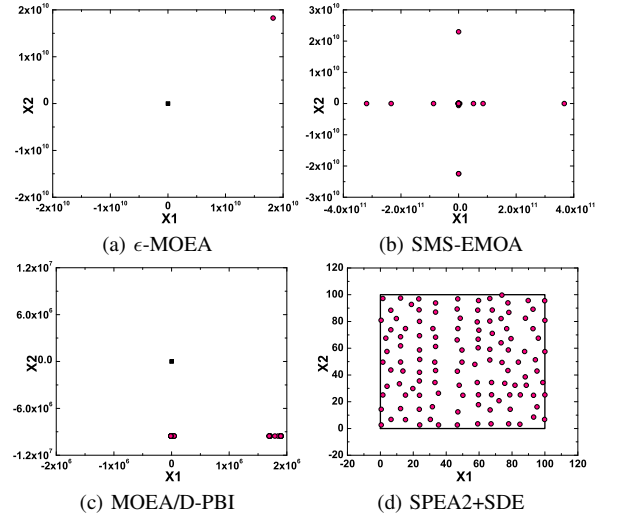 2x10^10
1x10^10
0
-1x10^10
-2x10^10
X2
-2x10^10 -1x10^10 0 1x10^10 2x10^10
X1
(a) ϵ-MOEA
3x10^10
2x10^10
1x10^10
0
-1x10^10
-2x10^10
-3x10^10
X2
-4.0x10^11 -2.0x10^11 0.0 2.0x10^11 4.0x10^11
X1
(b) SMS-EMOA
1.2x10^7
6.0x10^6
0.0
-6.0x10^6
-1.2x10^7
X2
-2x10^6 -1x10^6 0 1x10^6 2x10^6
X1
(c) MOEA/D-PBI
120
100
80
60
40
20
0
-20
X2
-20 0 20 40 60 80 100 120
X1
(d) SPEA2+SDE